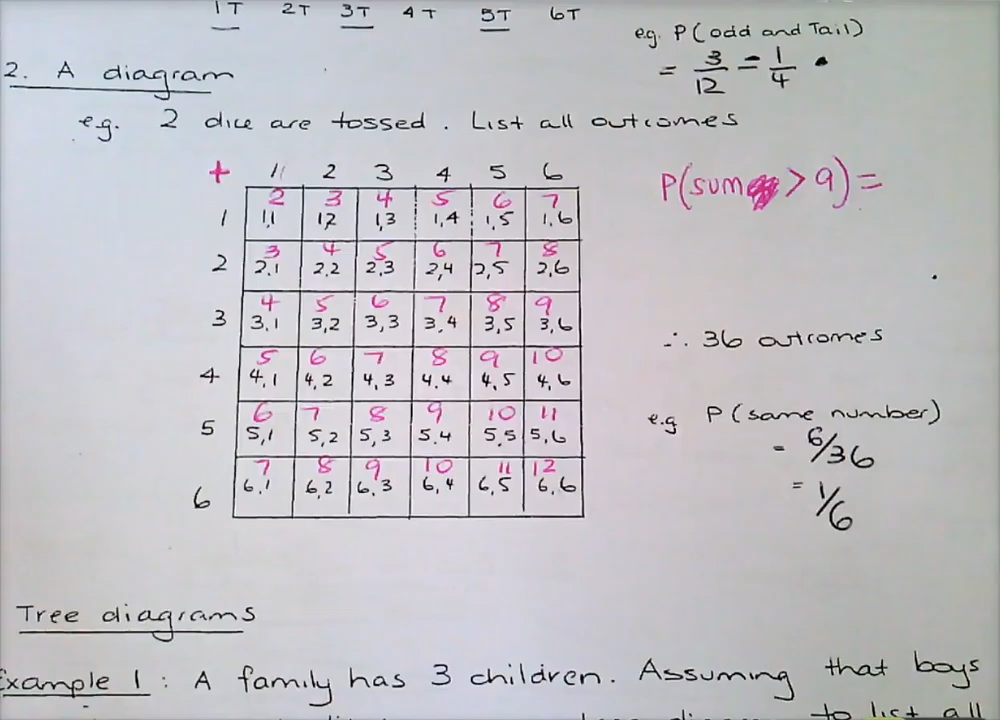 1T 2T 3T 4T 5T 6T
e.g. P(odd and Tail)
= 3/12 = 1/4
2. A diagram
e.g. 2 dice are tossed. List all outcomes
+ 1 2 3 4 5 6
P(sum > 9) =
2 3 4 5 6 7
1 1,1 1,2 1,3 1,4 1,5 1,6
3 4 5 6 7 8
2 2,1 2,2 2,3 2,4 2,5 2,6
4 5 6 7 8 9
3 3,1 3,2 3,3 3,4 3,5 3,6
∴ 36 outcomes
5 6 7 8 9 10
4 4,1 4,2 4,3 4,4 4,5 4,6
6 7 8 9 10 11
5 5,1 5,2 5,3 5,4 5,5 5,6
e.g P(same number)
= 6/36
= 1/6
7 8 9 10 11 12
6 6,1 6,2 6,3 6,4 6,5 6,6
Tree diagrams
Example 1: A family has 3 children. Assuming that boys
to list all